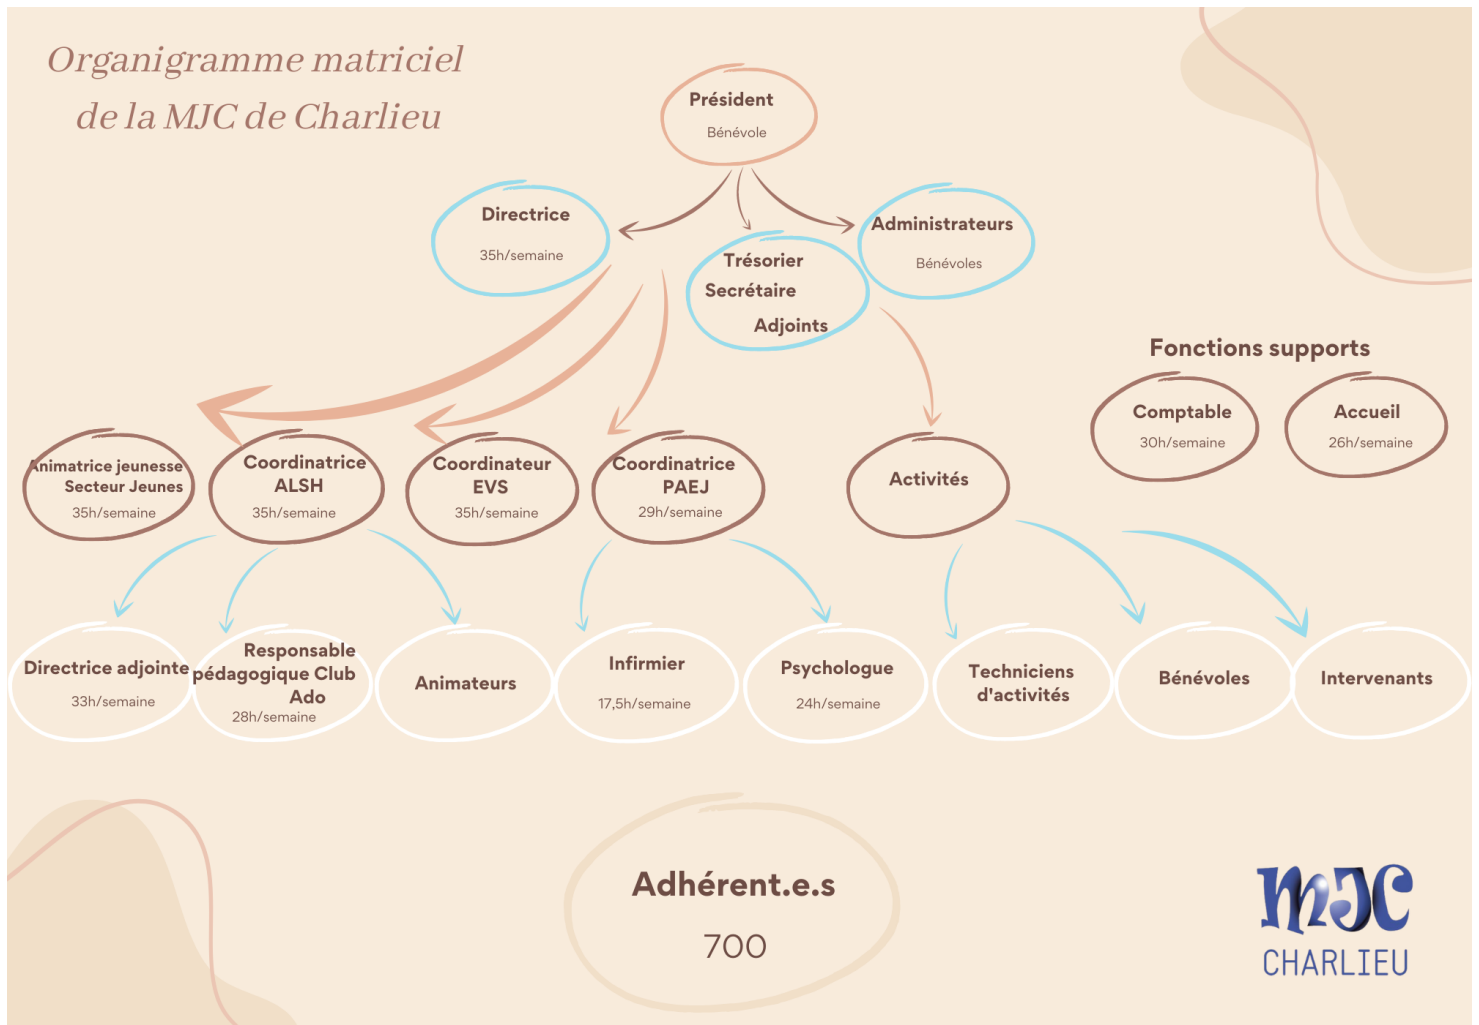 Organigramme matriciel
de la MJC de Charlieu
Président
Bénévole
Directrice
35h/semaine
Trésorier
Secrétaire
Adjoints
Administrateurs
Bénévoles
Fonctions supports
Comptable
30h/semaine
Accueil
26h/semaine
Animatrice jeunesse
Secteur Jeunes
35h/semaine
Coordinatrice
ALSH
35h/semaine
Coordinateur
EVS
35h/semaine
Coordinatrice
PAEJ
29h/semaine
Activités
Directrice adjointe
33h/semaine
Responsable
pédagogique Club
Ado
28h/semaine
Animateurs
Infirmier
17,5h/semaine
Psychologue
24h/semaine
Techniciens
d'activités
Bénévoles
Intervenants
Adhérent.e.s
700
MJC
CHARLIEU